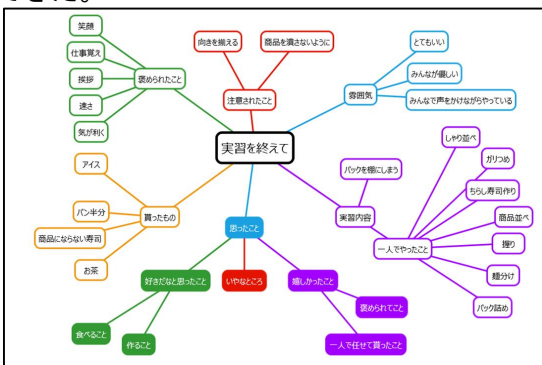 できた。
笑顔
仕事覚え
挨拶
速さ
気が利く
褒められたこと
向きを揃える
商品を潰さないように
注意されたこと
とてもいい
みんなが優しい
みんなで声をかけながらやっている
雰囲気
実習を終えて
アイス
パン半分
商品にならない寿司
お茶
貰ったもの
パックを棚にしまう
実習内容
しゃり並べ
ガリつめ
ちらし寿司作り
商品並べ
握り
麺分け
パック詰め
一人でやったこと
思ったこと
好きだなと思ったこと
食べること
作ること
いやなところ
嬉しかったこと
褒められてこと
一人で任せて貰ったこと